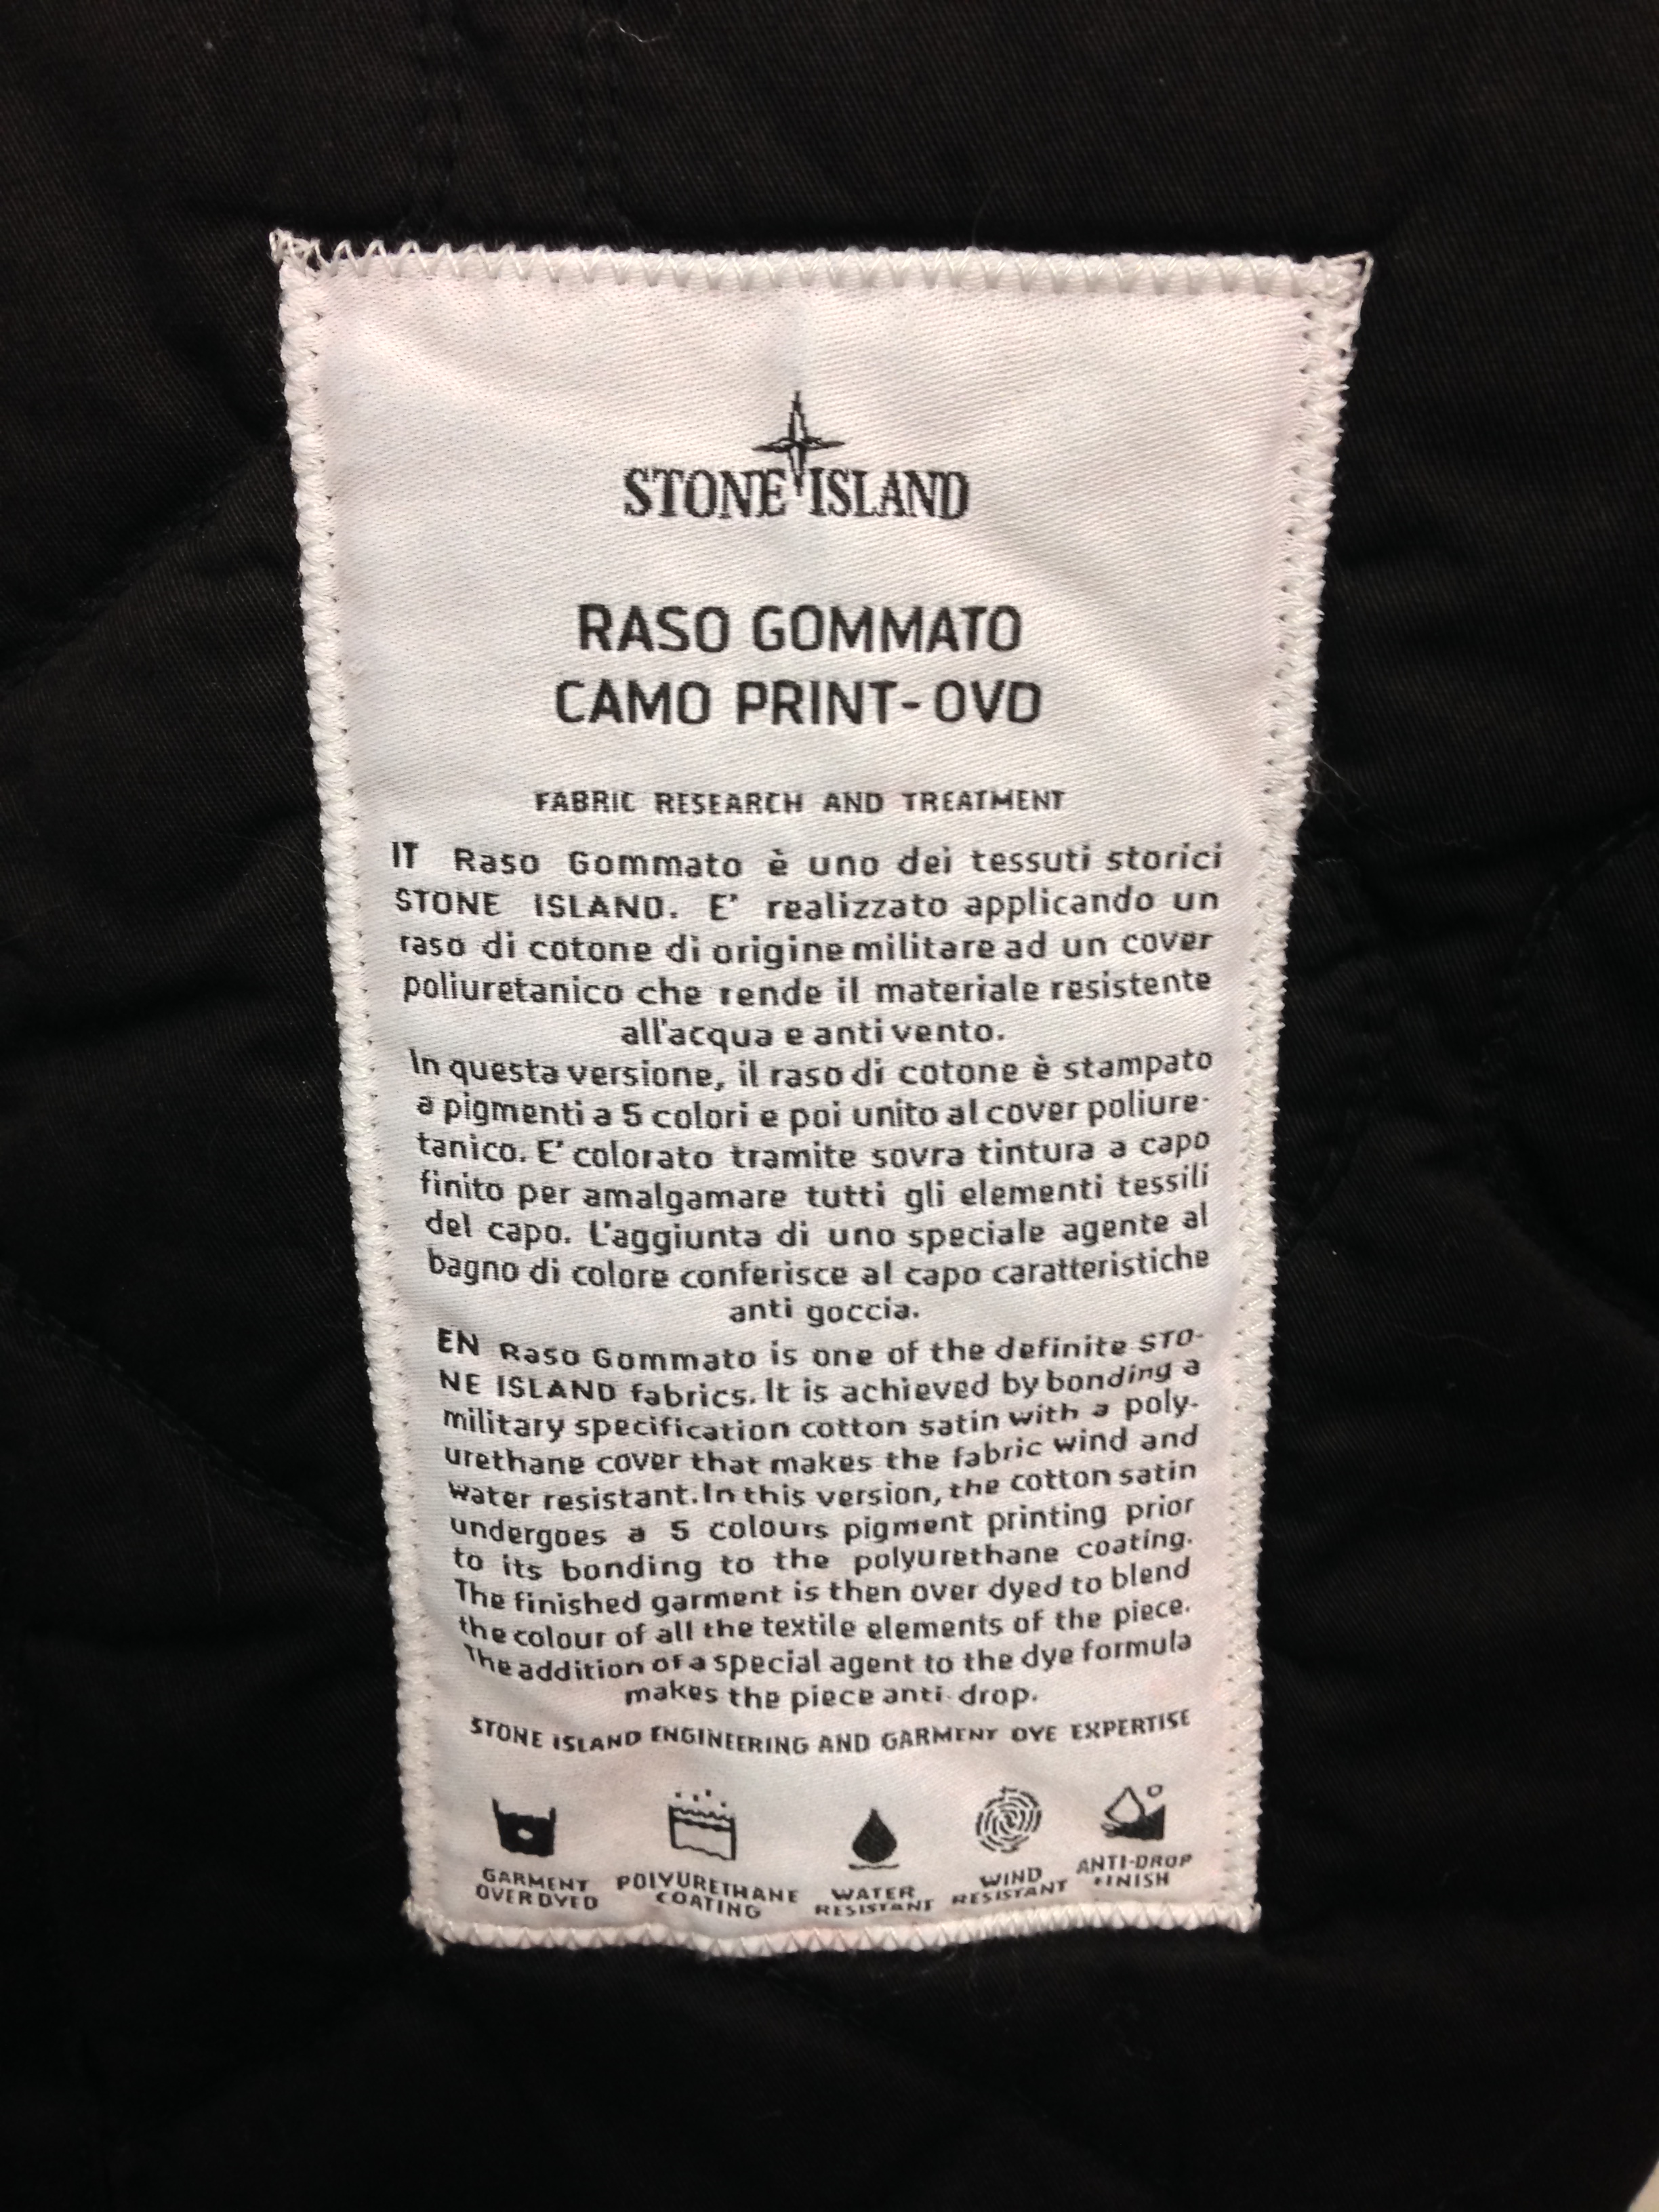 STONE ISLAND
RASO GOMMATO
CAMO PRINT-OVD
FABRIC RESEARCH AND TREATMENT
IT Raso Gommato è uno dei tessuti storici
STONE ISLAND. E' realizzato applicando un
raso di cotone di origine militare ad un cover
poliuretanico che rende il materiale resistente
all'acqua e anti vento.
In questa versione, il raso di cotone è stampato
a pigmenti a 5 colori e poi unito al cover poliure-
tanico. E' colorato tramite sovra tintura a capo
finito per amalgamare tutti gli elementi tessili
del capo. L'aggiunta di uno speciale agente al
bagno di colore conferisce al capo caratteristiche
anti goccia.
EN Raso Gommato is one of the definite STO-
NE ISLAND fabrics. It is achieved by bonding a
military specification cotton satin with a poly-
urethane cover that makes the fabric wind and
water resistant. In this version, the cotton satin
undergoes a 5 colours pigment printing prior
to its bonding to the polyurethane coating.
The finished garment is then over dyed to blend
the colour of all the textile elements of the piece.
The addition of a special agent to the dye formula
makes the piece anti-drop.
STONE ISLAND ENGINEERING AND GARMENT DYE EXPERTISE
GARMENT
OVERDYED
POLYURETHANE
COATING
WATER
RESISTANT
WIND
RESISTANT
ANTI-DROP
FINISH